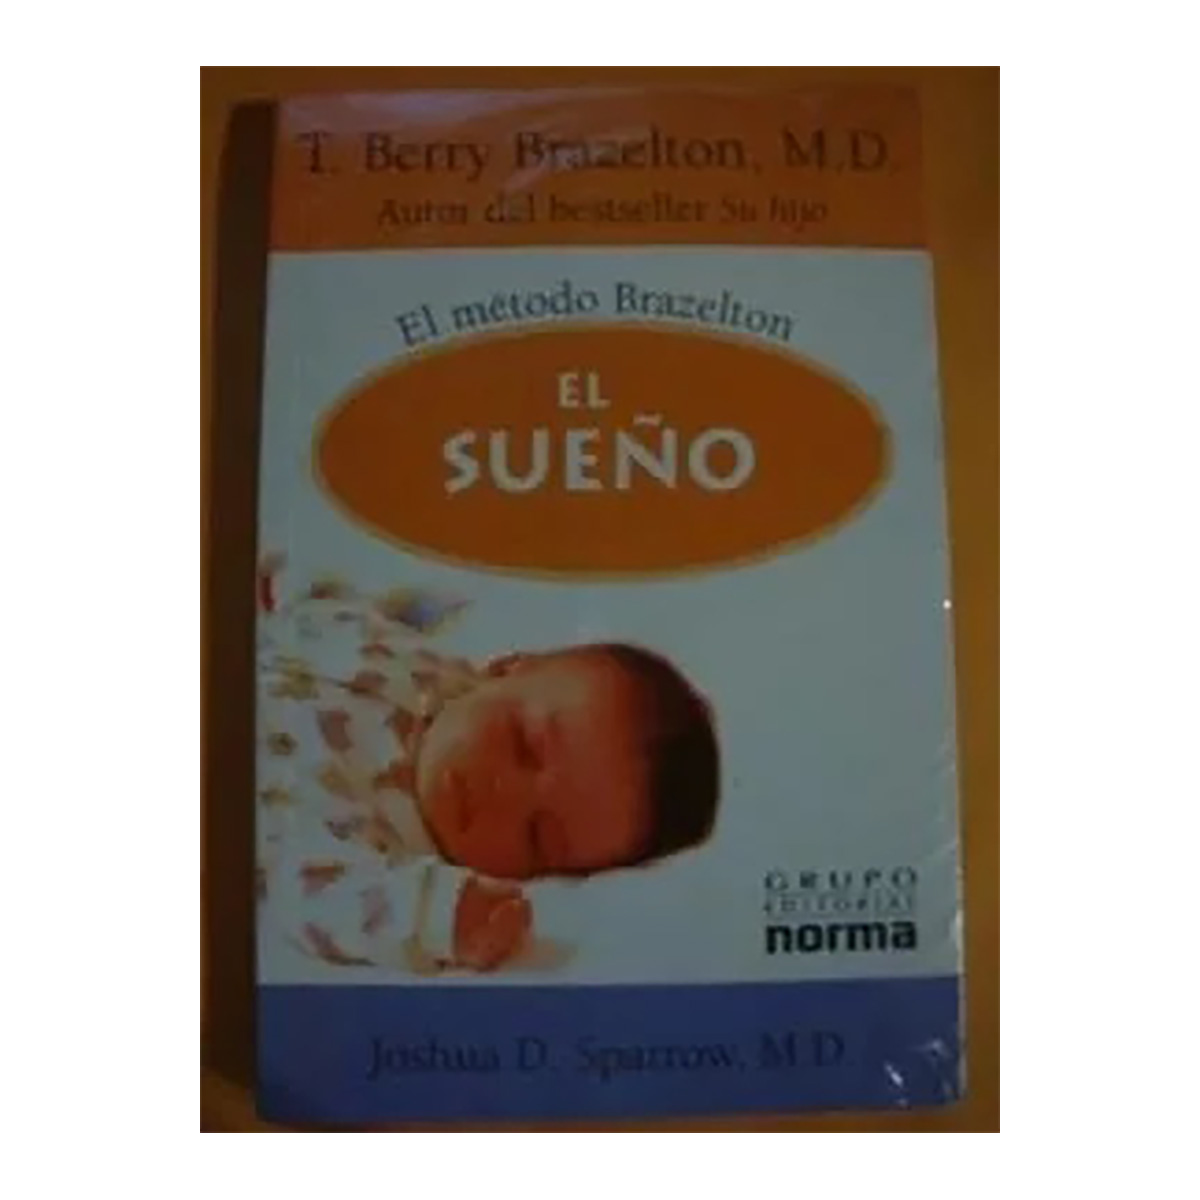 T. Berry Brazelton, M.D.
Autor del bestseller Su hijo
El método Brazelton
EL
SUEÑO
GRUPO
EDITORIAL
norma
Joshua D. Sparrow, M.D.